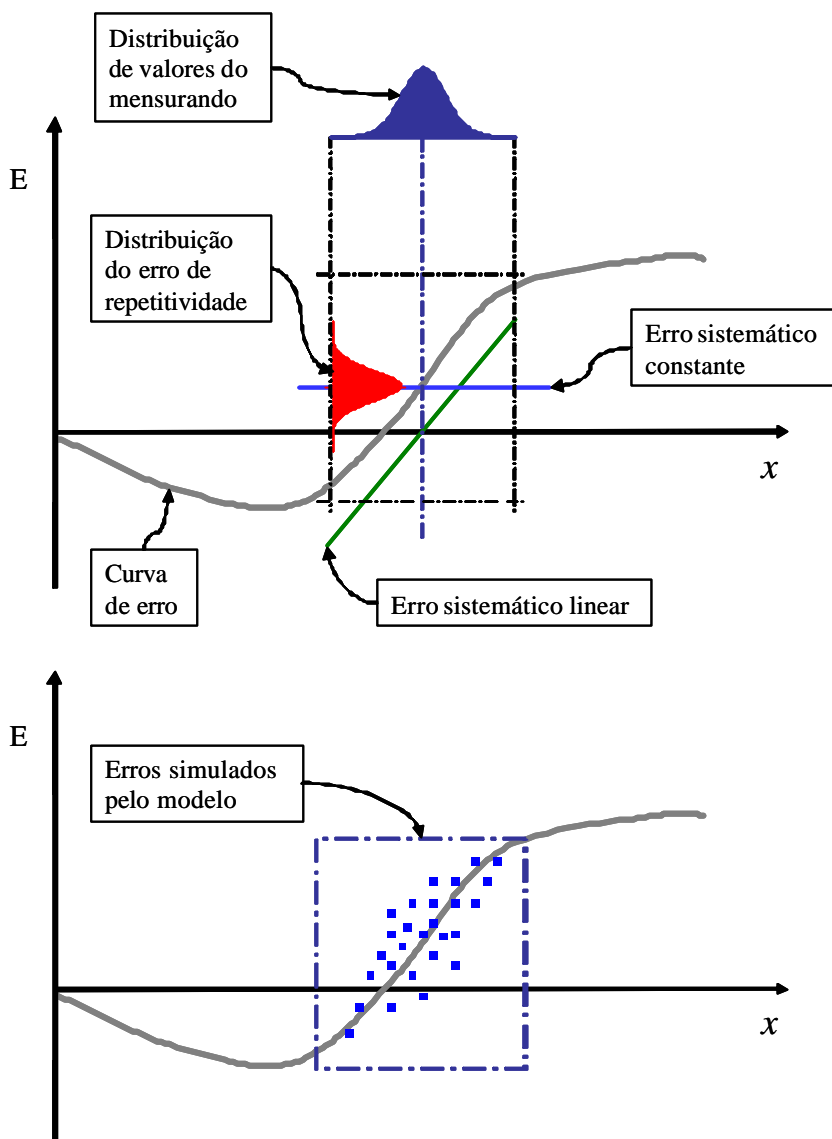 Distribuição
de valores do
mensurando
E
Distribuição
do erro de
repetitividade
Erro sistemático
constante
x
Curva
de erro
Erro sistemático linear
E
Erros simulados
pelo modelo
x